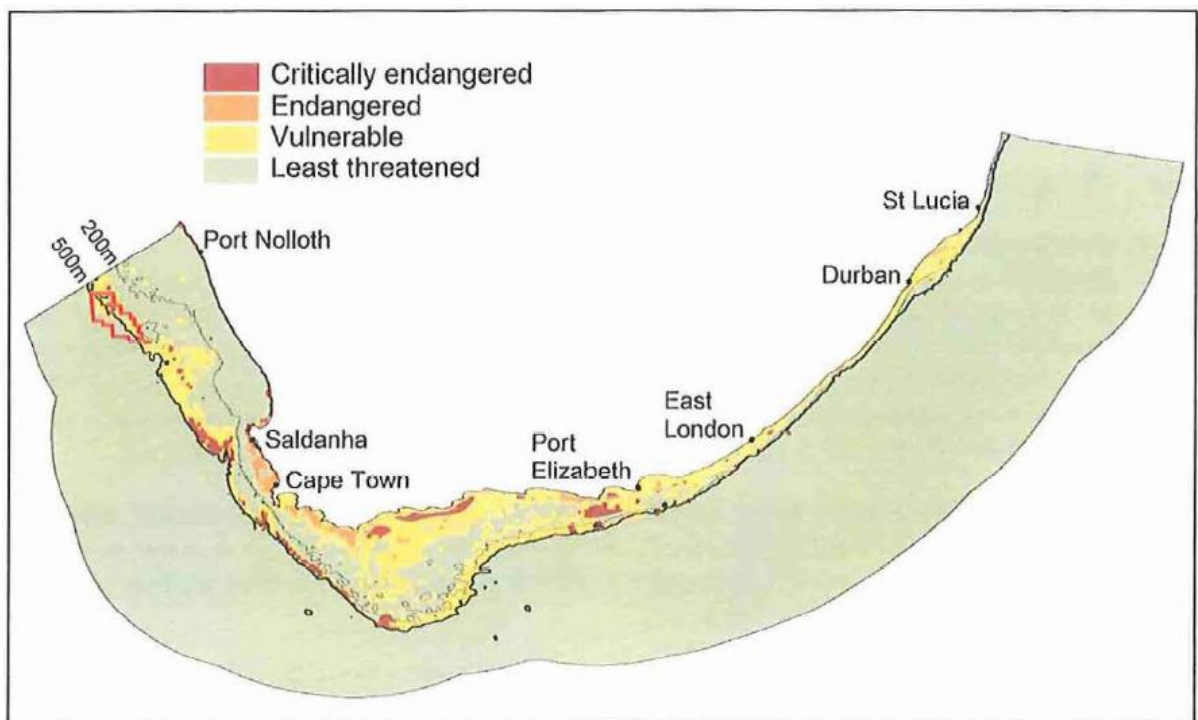 Critically endangered
Endangered
Vulnerable
Least threatened
St Lucia
200m
Port Nolloth
500m
Durban
East
London
Saldanha
Port
Elizabeth
Cape Town